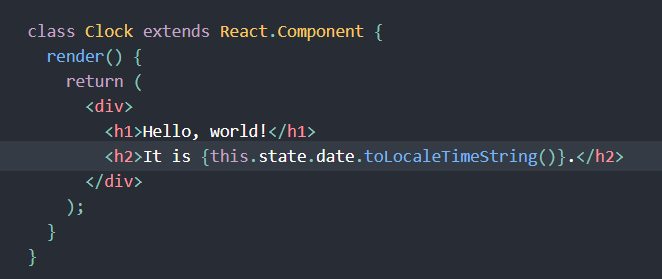 class Clock extends React.Component {
  render() {
    return (
      <div>
        <h1>Hello, world!</h1>
        <h2>It is {this.state.date.toLocaleTimeString()}.</h2>
      </div>
    );
  }
}